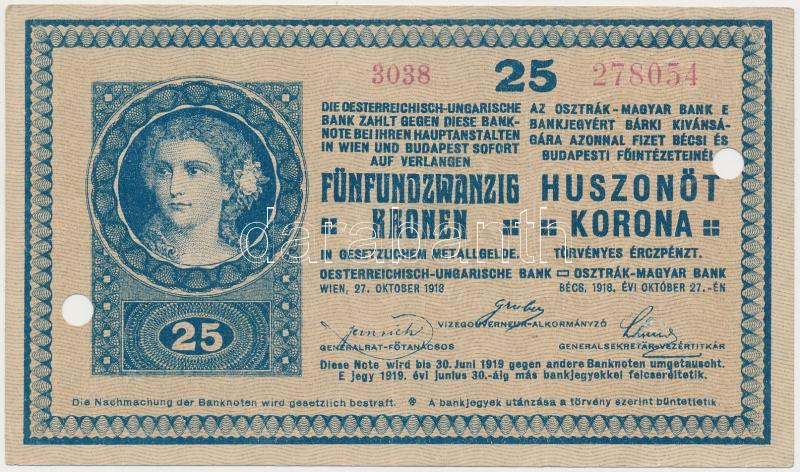 3038 25 278054
DIE OESTERREICHISCH-UNGARISCHE
BANK ZAHLT GEGEN DIESE BANK-
NOTE BEI IHREN HAUPTANSTALTEN
IN WIEN UND BUDAPEST SOFORT
AUF VERLANGEN
FÜNFUNDZWANZIG
KRONEN
IN GESETZLICHEM METALLGELDE.
AZ OSZTRÁK-MAGYAR BANK E
BANKJEGYÉRT BÁRKI KIVÁNSÁ-
GÁRA AZONNAL FIZET BÉCSI ÉS
BUDAPESTI FŐINTÉZETEINÉL
HUSZONÖT
KORONA
TÖRVÉNYES ÉRCZPÉNZT.
OESTERREICHISCH-UNGARISCHE BANK OSZTRÁK-MAGYAR BANK
WIEN, 27. OKTOBER 1918 BÉCS, 1918. ÉVI OKTÓBER 27.-ÉN
Gruber
VIZEGOUVERNEUR-ALKORMÁNYZÓ
GENERALRAT-FŐTANÁCSOS GENERALSEKRETÄR-VEZÉRTITKÁR
25
Diese Note wird bis 30. Juni 1919 gegen andere Banknoten umgetauscht.
E jegy 1919. évi junius 30.-áig más bankjegyekkel felcseréltetik.
Die Nachmachung der Banknoten wird gesetzlich bestraft. A bankjegyek utánzása a törvény szerint büntettetik.
darabanth